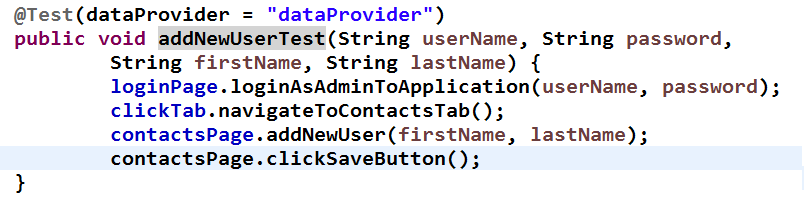 @Test(dataProvider = "dataProvider")
public void addNewUserTest(String userName, String password,
String firstName, String lastName) {
loginPage.loginAsAdminToApplication(userName, password);
clickTab.navigateToContactsTab();
contactsPage.addNewUser(firstName, lastName);
contactsPage.clickSaveButton();
}